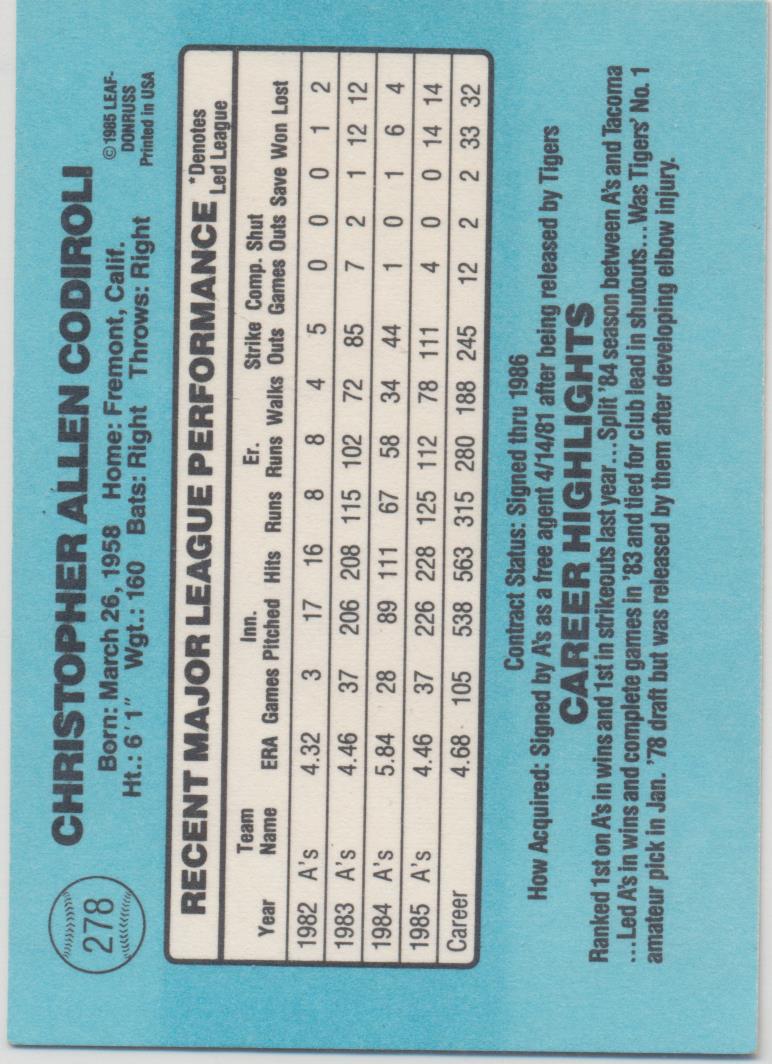 278
CHRISTOPHER ALLEN CODIROLI
Born: March 26, 1958 Home: Fremont, Calif.
Ht.: 6'1" Wgt.: 160 Bats: Right Throws: Right
©1985 LEAF-
DONRUSS
Printed in USA
RECENT MAJOR LEAGUE PERFORMANCE
*Denotes
Led League
Year Team Name ERA Games Inn. Pitched Hits Runs Er. Runs Walks Strike Outs Comp. Games Shut Outs Save Won Lost
1982 A's 4.32 3 17 16 8 8 4 5 0 0 0 1 2
1983 A's 4.46 37 206 208 115 102 72 85 7 2 1 12 12
1984 A's 5.84 28 89 111 67 58 34 44 1 0 1 6 4
1985 A's 4.46 37 226 228 125 112 78 111 4 0 0 14 14
Career 4.68 105 538 563 315 280 188 245 12 2 2 33 32
Contract Status: Signed thru 1986
How Acquired: Signed by A's as a free agent 4/14/81 after being released by Tigers
CAREER HIGHLIGHTS
Ranked 1st on A's in wins and 1st in strikeouts last year...Split '84 season between A's and Tacoma
...Led A's in wins and complete games in '83 and tied for club lead in shutouts...Was Tigers' No. 1
amateur pick in Jan. '78 draft but was released by them after developing elbow injury.